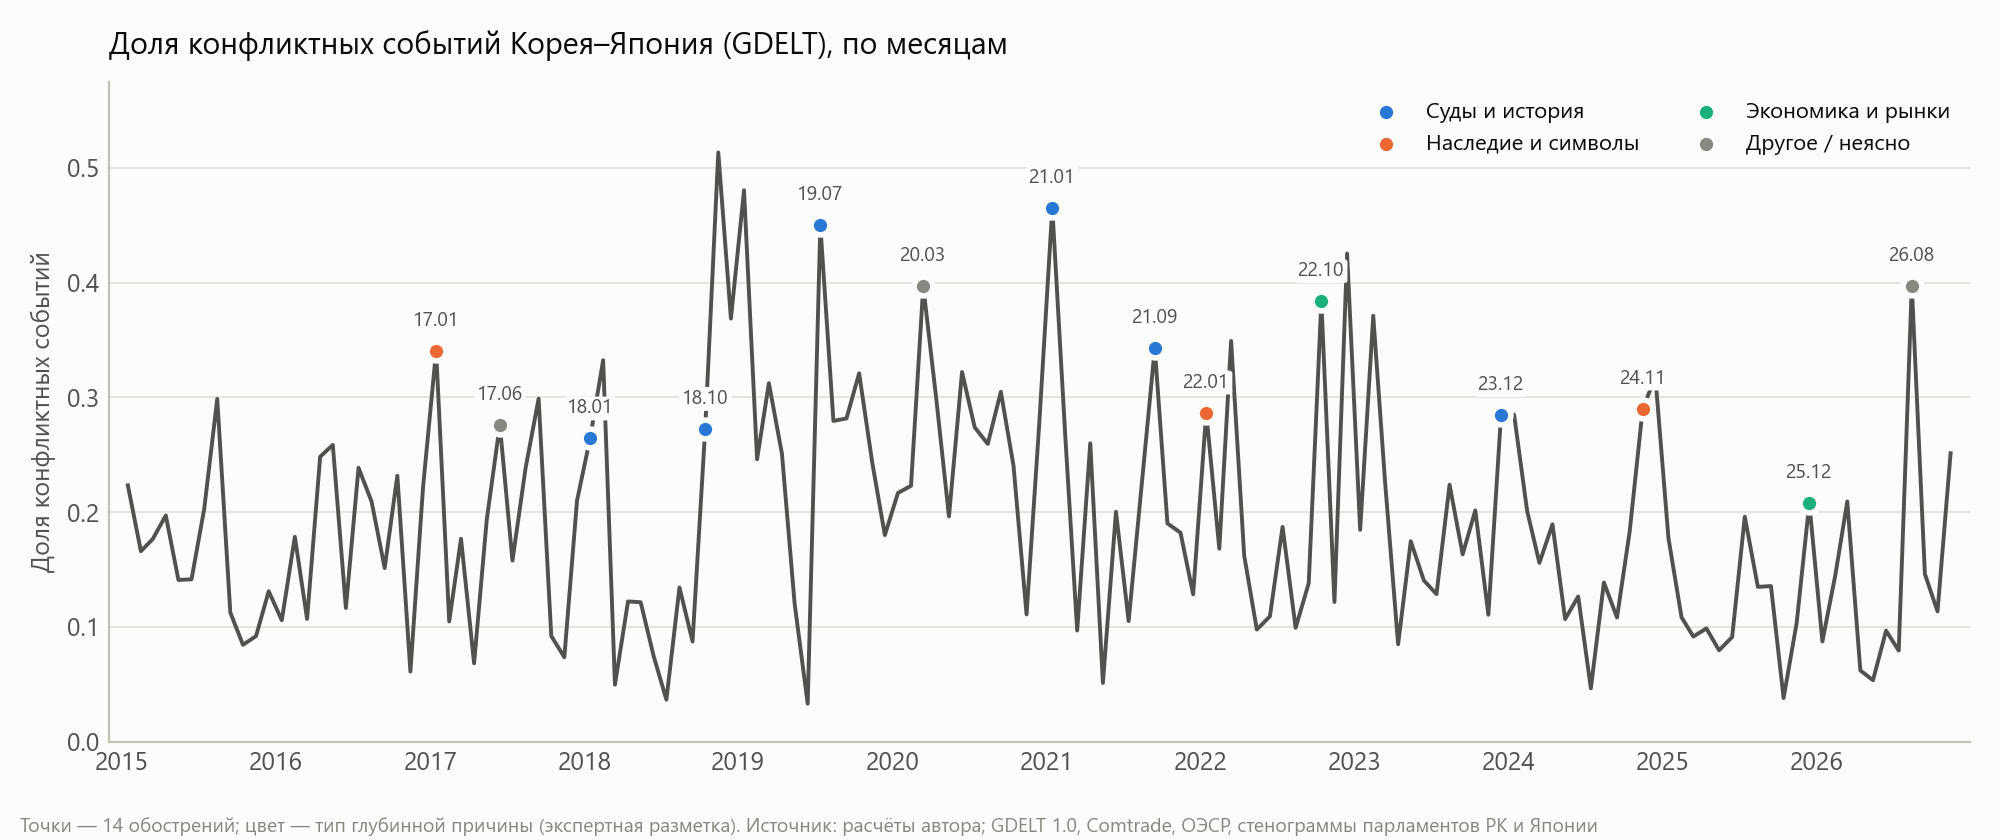 Доля конфликтных событий Корея–Япония (GDELT), по месяцам
Суды и история
Экономика и рынки
Наследие и символы
Другое / неясно
Доля конфликтных событий
0.5
0.4
0.3
0.2
0.1
0.0
17.01
17.06
18.01
18.10
19.07
20.03
21.01
21.09
22.01
22.10
23.12
24.11
25.12
26.08
2015 2016 2017 2018 2019 2020 2021 2022 2023 2024 2025 2026
Точки — 14 обострений; цвет — тип глубинной причины (экспертная разметка). Источник: расчёты автора; GDELT 1.0, Comtrade, ОЭСР, стенограммы парламентов РК и Японии